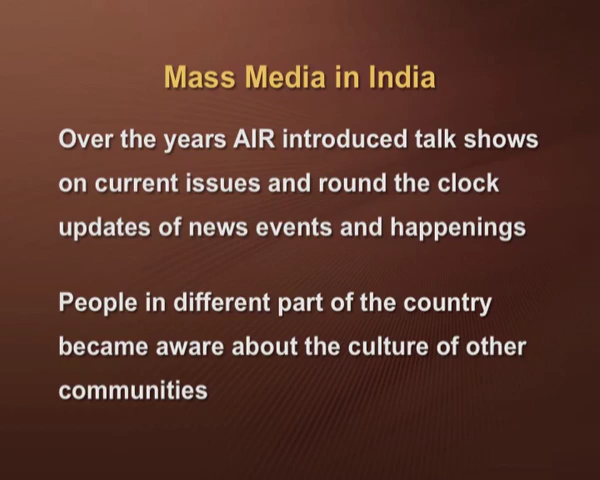 Mass Media in India
Over the years AIR introduced talk shows
on current issues and round the clock
updates of news events and happenings
People in different part of the country
became aware about the culture of other
communities